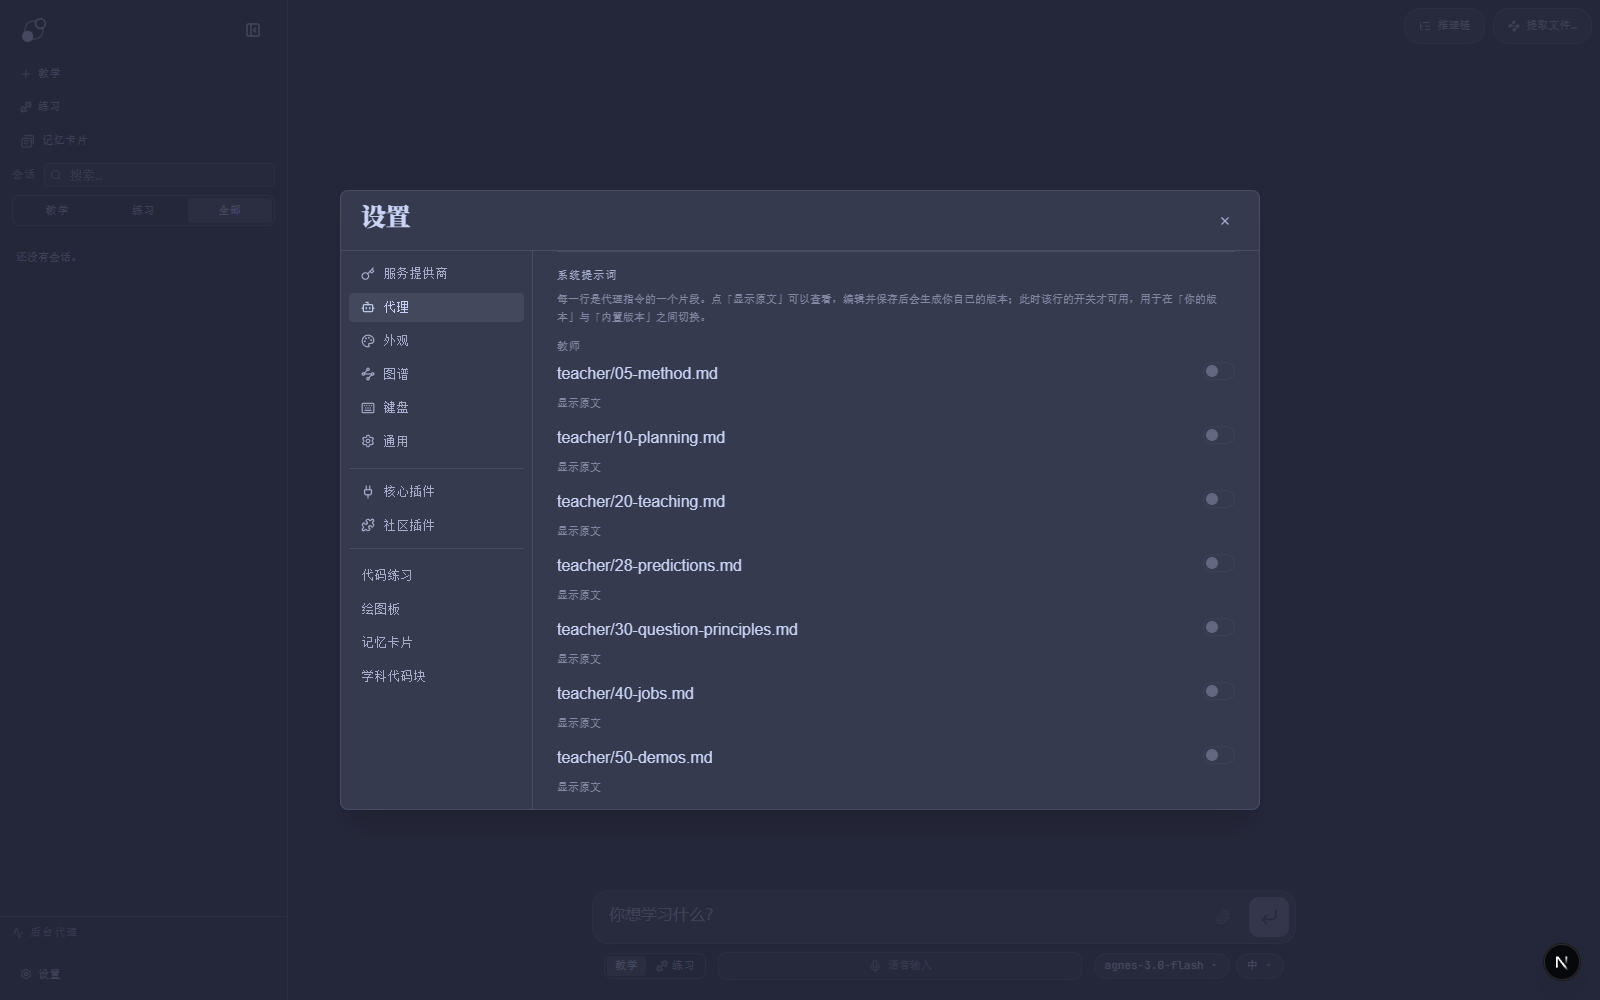 教学
练习
记忆卡片
会话
搜索…
教学
练习
全部
还没有会话。
后台代理
设置
推理链
提取文件…
设置
服务提供商
代理
外观
图谱
键盘
通用
核心插件
社区插件
代码练习
绘图板
记忆卡片
学科代码块
系统提示词
每一行是代理指令的一个片段。点「显示原文」可以查看，编辑并保存后会生成你自己的版本；此时该行的开关才可用，用于在「你的版
本」与「内置版本」之间切换。
教师
teacher/05-method.md
显示原文
teacher/10-planning.md
显示原文
teacher/20-teaching.md
显示原文
teacher/28-predictions.md
显示原文
teacher/30-question-principles.md
显示原文
teacher/40-jobs.md
显示原文
teacher/50-demos.md
显示原文
你想学习什么？
教学
练习
语音输入
agnes-3.0-flash
中
N